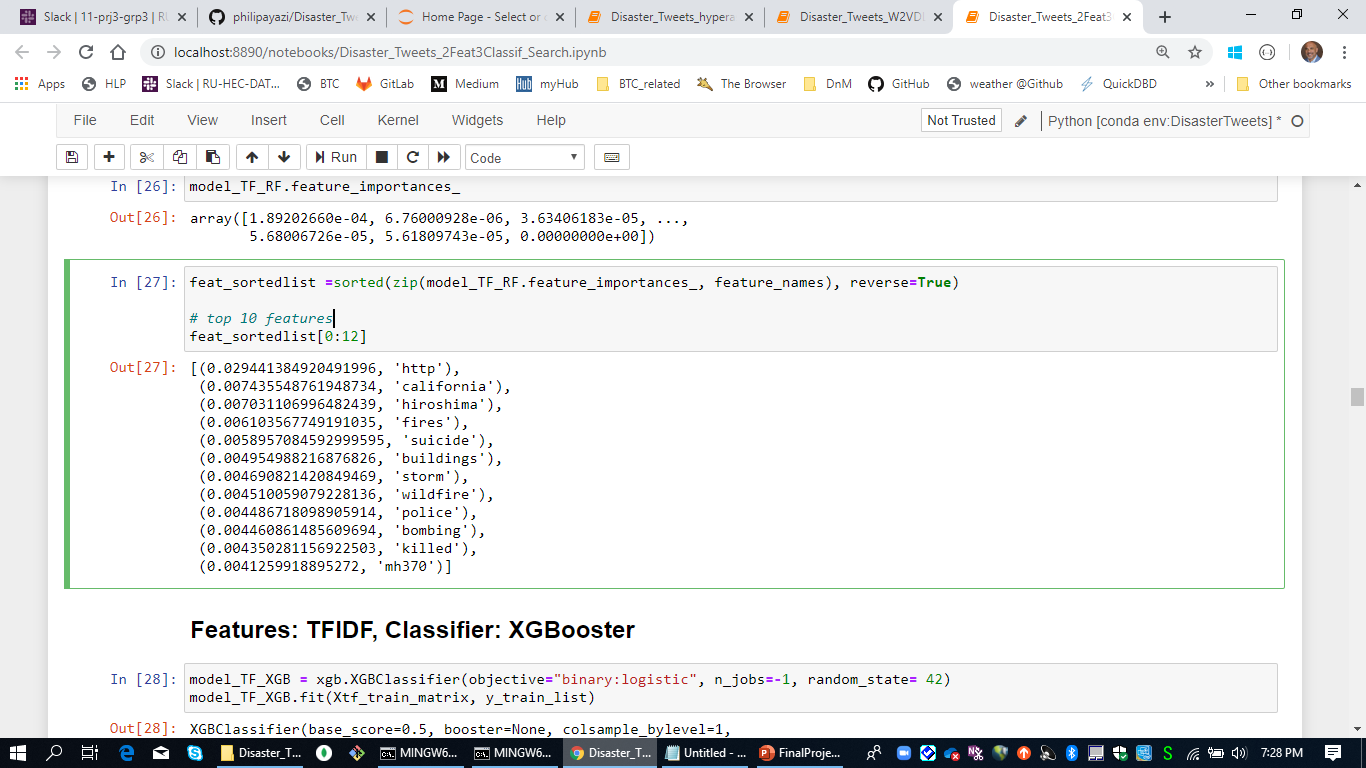 Slack | 11-prj3-grp3 | RU
philipayazi/Disaster_Twe
Home Page - Select or a
Disaster_Tweets_hypera
Disaster_Tweets_W2VDL
Disaster_Tweets_2Feat3
localhost:8890/notebooks/Disaster_Tweets_2Feat3Classif_Search.ipynb
Apps HLP Slack | RU-HEC-DAT... BTC GitLab Medium myHub BTC_related The Browser DnM GitHub weather @Github QuickDBD » Other bookmarks
File Edit View Insert Cell Kernel Widgets Help Not Trusted Python [conda env:DisasterTweets] *
Run Code
In [26]: model_TF_RF.feature_importances_
Out[26]: array([1.89202660e-04, 6.76000928e-06, 3.63406183e-05, ...,
5.68006726e-05, 5.61809743e-05, 0.00000000e+00])
In [27]: feat_sortedlist =sorted(zip(model_TF_RF.feature_importances_, feature_names), reverse=True)
# top 10 features
feat_sortedlist[0:12]
Out[27]: [(0.029441384920491996, 'http'),
(0.007435548761948734, 'california'),
(0.007031106996482439, 'hiroshima'),
(0.006103567749191035, 'fires'),
(0.0058957084592999595, 'suicide'),
(0.004954988216876826, 'buildings'),
(0.004690821420849469, 'storm'),
(0.004510059079228136, 'wildfire'),
(0.004486718098905914, 'police'),
(0.004460861485609694, 'bombing'),
(0.004350281156922503, 'killed'),
(0.0041259918895272, 'mh370')]
Features: TFIDF, Classifier: XGBooster
In [28]: model_TF_XGB = xgb.XGBClassifier(objective="binary:logistic", n_jobs=-1, random_state= 42)
model_TF_XGB.fit(Xtf_train_matrix, y_train_list)
Out[28]: XGBClassifier(base_score=0.5, booster=None, colsample_bylevel=1,
Disaster_T... MINGW6... MINGW6... Disaster_T... Untitled - ... FinalProje... 7:28 PM